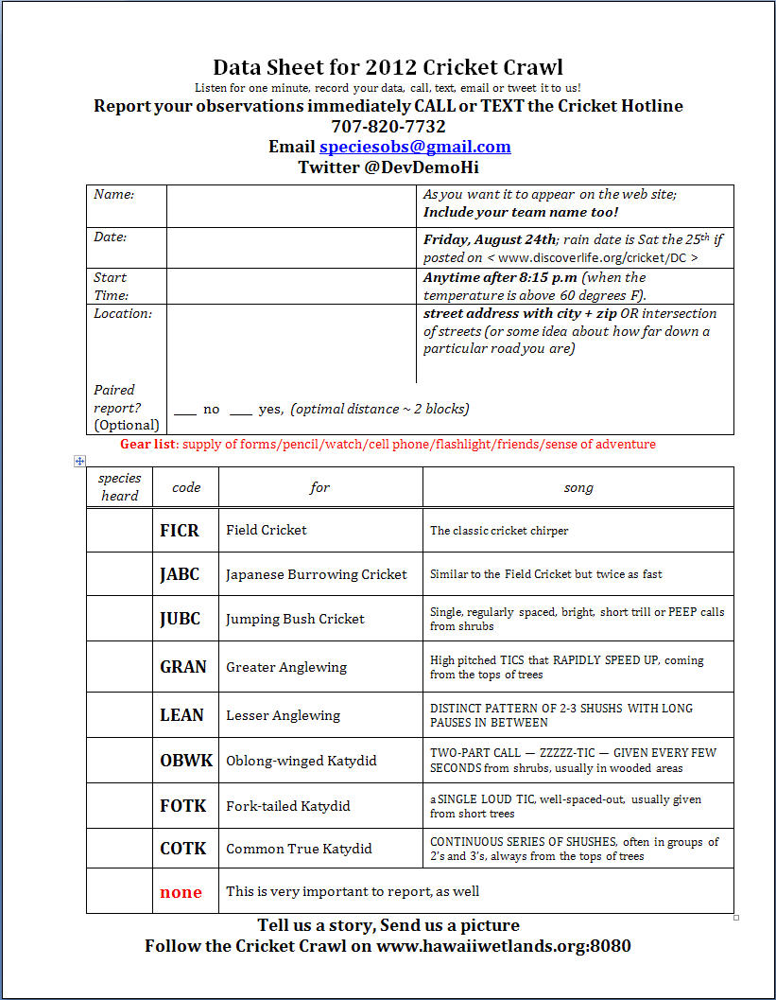 Data Sheet for 2012 Cricket Crawl
Listen for one minute, record your data, call, text, email or tweet it to us!
Report your observations immediately CALL or TEXT the Cricket Hotline
707-820-7732
Email speciesobs@gmail.com
Twitter @DevDemoHi
Name:
As you want it to appear on the web site;
Include your team name too!
Date:
Friday, August 24th; rain date is Sat the 25th if
posted on < www.discoverlife.org/cricket/DC >
Start
Time:
Anytime after 8:15 p.m (when the
temperature is above 60 degrees F).
Location:
street address with city + zip OR intersection
of streets (or some idea about how far down a
particular road you are)
Paired
report?
(Optional)
___ no ___ yes, (optimal distance ~ 2 blocks)
Gear list: supply of forms/pencil/watch/cell phone/flashlight/friends/sense of adventure
species
heard
code
for
song
FICR
Field Cricket
The classic cricket chirper
JABC
Japanese Burrowing Cricket
Similar to the Field Cricket but twice as fast
JUBC
Jumping Bush Cricket
Single, regularly spaced, bright, short trill or PEEP calls
from shrubs
GRAN
Greater Anglewing
High pitched TICS that RAPIDLY SPEED UP, coming
from the tops of trees
LEAN
Lesser Anglewing
DISTINCT PATTERN OF 2-3 SHUSHS WITH LONG
PAUSES IN BETWEEN
OBWK
Oblong-winged Katydid
TWO-PART CALL — ZZZZZ-TIC — GIVEN EVERY FEW
SECONDS from shrubs, usually in wooded areas
FOTK
Fork-tailed Katydid
a SINGLE LOUD TIC, well-spaced-out, usually given
from short trees
COTK
Common True Katydid
CONTINUOUS SERIES OF SHUSHES, often in groups of
2's and 3's, always from the tops of trees
none
This is very important to report, as well
Tell us a story, Send us a picture
Follow the Cricket Crawl on www.hawaiiwetlands.org:8080